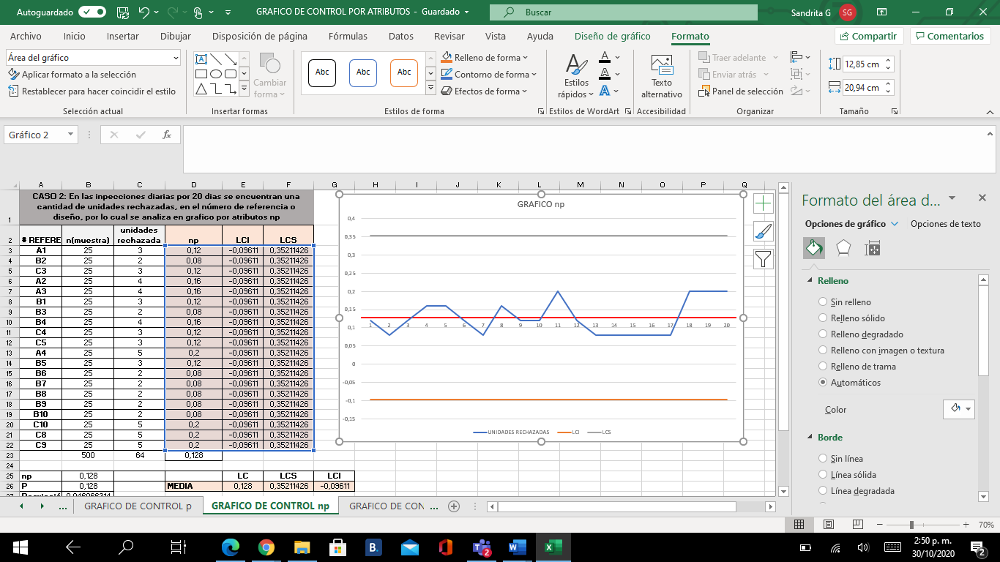 Autoguardado
GRAFICO DE CONTROL POR ATRIBUTOS - Guardado
Buscar
Sandrita G
SG
Archivo Inicio Insertar Dibujar Disposición de página Fórmulas Datos Revisar Vista Ayuda Diseño de gráfico Formato
Compartir
Comentarios
Área del gráfico
Aplicar formato a la selección
Restablecer para hacer coincidir el estilo
Selección actual
Cambiar
forma
Insertar formas
Abc Abc Abc
Relleno de forma
Contorno de forma
Efectos de forma
Estilos de forma
Estilos
rápidos
Estilos de WordArt
Texto
alternativo
Accesibilidad
Traer adelante
Enviar atrás
Panel de selección
Organizar
12,85 cm
20,94 cm
Tamaño
Gráfico 2
fx
A B C D E F G H I J K L M N O P Q
1
CASO 2: En las inpecciones diarias por 20 dias se encuentran una
cantidad de unidades rechazadas, en el número de referencia o
diseño, por lo cual se analiza en grafico por atributos np
2 # REFERE n(muestra) unidades rechazada np LCI LCS
3 A1 25 3 0,12 -0,09611 0,35211426
4 B2 25 2 0,08 -0,09611 0,35211426
5 C3 25 3 0,12 -0,09611 0,35211426
6 A2 25 4 0,16 -0,09611 0,35211426
7 A3 25 4 0,16 -0,09611 0,35211426
8 B1 25 3 0,12 -0,09611 0,35211426
9 B3 25 2 0,08 -0,09611 0,35211426
10 B4 25 4 0,16 -0,09611 0,35211426
11 C4 25 3 0,12 -0,09611 0,35211426
12 C5 25 3 0,12 -0,09611 0,35211426
13 A4 25 5 0,2 -0,09611 0,35211426
14 B5 25 3 0,12 -0,09611 0,35211426
15 B6 25 2 0,08 -0,09611 0,35211426
16 B7 25 2 0,08 -0,09611 0,35211426
17 B8 25 2 0,08 -0,09611 0,35211426
18 B9 25 2 0,08 -0,09611 0,35211426
19 B10 25 2 0,08 -0,09611 0,35211426
20 C10 25 5 0,2 -0,09611 0,35211426
21 C8 25 5 0,2 -0,09611 0,35211426
22 C9 25 5 0,2 -0,09611 0,35211426
23 500 64 0,128
24
25 np 0,128 LC LCS LCI
26 P 0,128 MEDIA 0,128 0,35211426 -0,09611
GRAFICO np
0,4
0,35
0,3
0,25
0,2
0,15
0,1
0,05
0
-0,05
-0,1
-0,15
1 2 3 4 5 6 7 8 9 10 11 12 13 14 15 16 17 18 19 20
UNIDADES RECHAZADAS LCI LCS
Formato del área d...
Opciones de gráfico Opciones de texto
Relleno
Sin relleno
Relleno sólido
Relleno degradado
Relleno con imagen o textura
Relleno de trama
Automáticos
Color
Borde
Sin línea
Línea sólida
Línea degradada
... GRAFICO DE CONTROL p GRAFICO DE CONTROL np GRAFICO DE CON ...
70%
B.
2
2:50 p. m.
30/10/2020
2